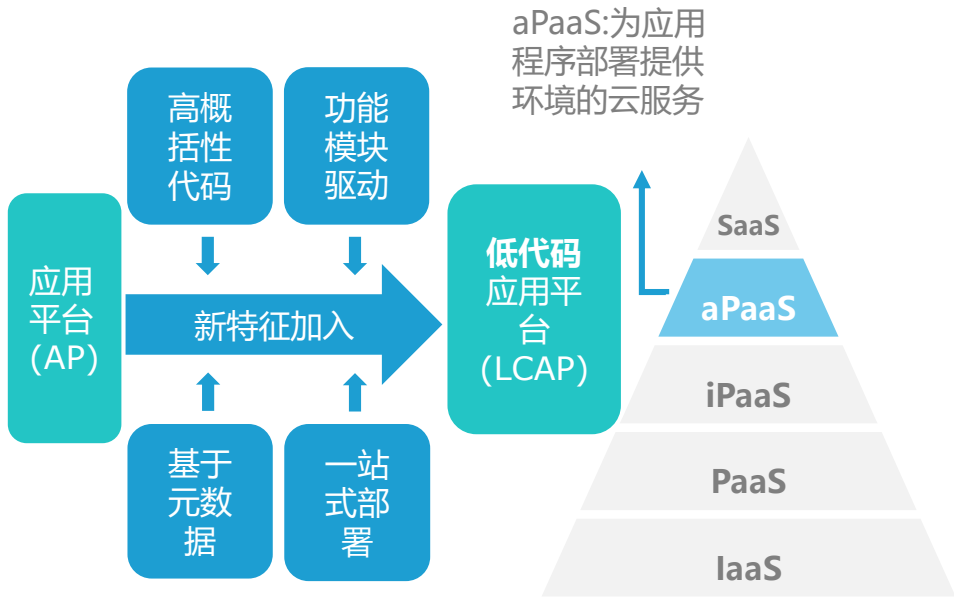 aPaaS:为应用
程序部署提供
环境的云服务
高概
括性
代码
功能
模块
驱动
应用
平台
(AP)
新特征加入
低代码
应用平
台
(LCAP)
基于
元数
据
一站
式部
署
SaaS
aPaaS
iPaaS
PaaS
IaaS